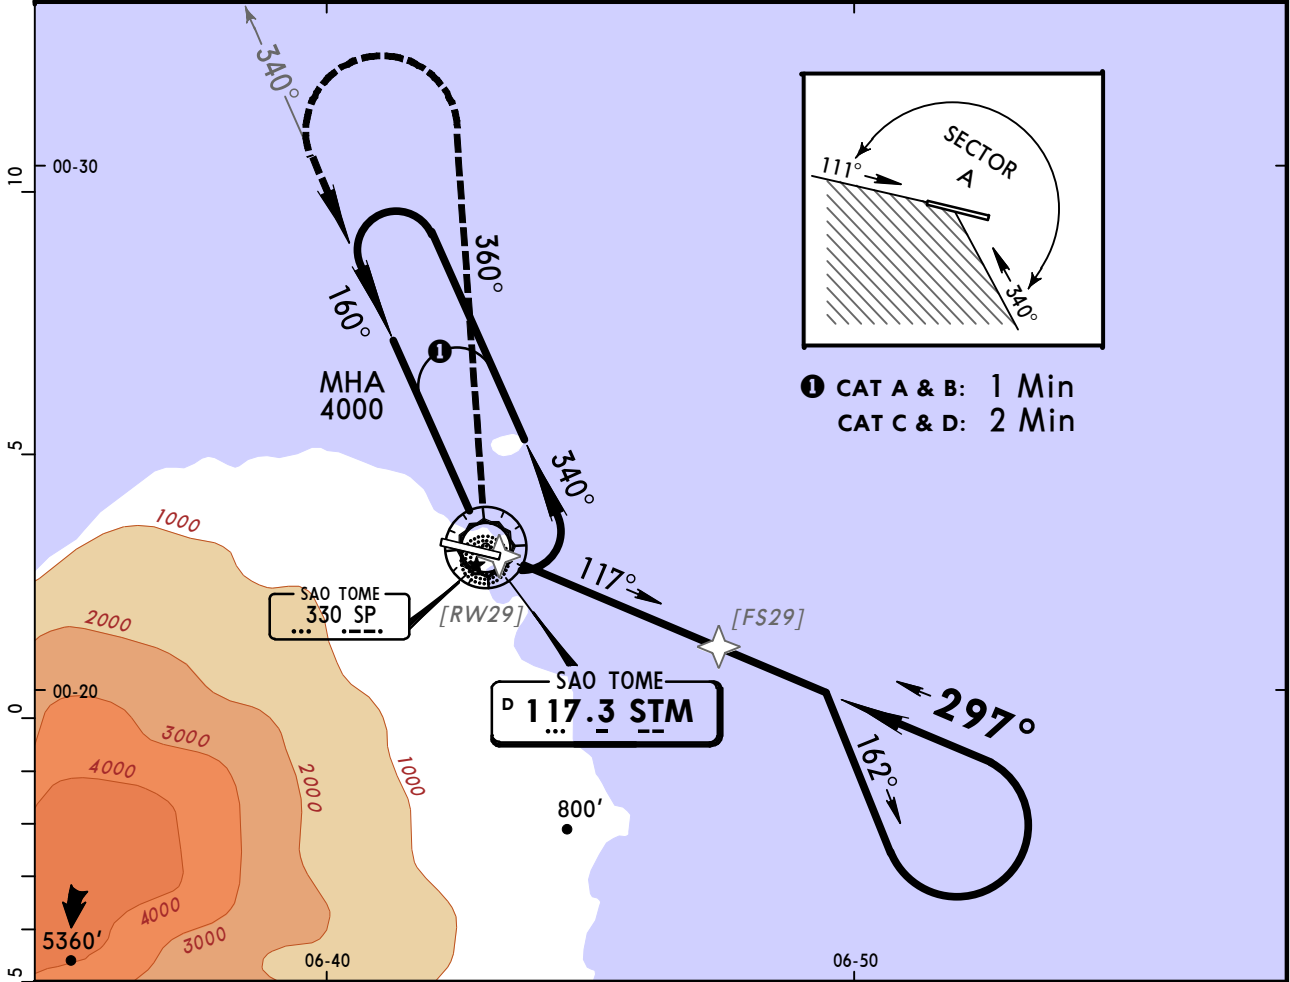 340°
10
00-30
360°
160°
MHA
4000
SECTOR
A
111°
340°
❶ CAT A & B: 1 Min
CAT C & D: 2 Min
❶
5
340°
1000
117°
SAO TOME
330 SP
[RW29]
[FS29]
2000
SAO TOME
D 117.3 STM
00-20
0
297°
162°
3000
4000
2000
1000
800'
4000
3000
5360'
5
06-40
06-50